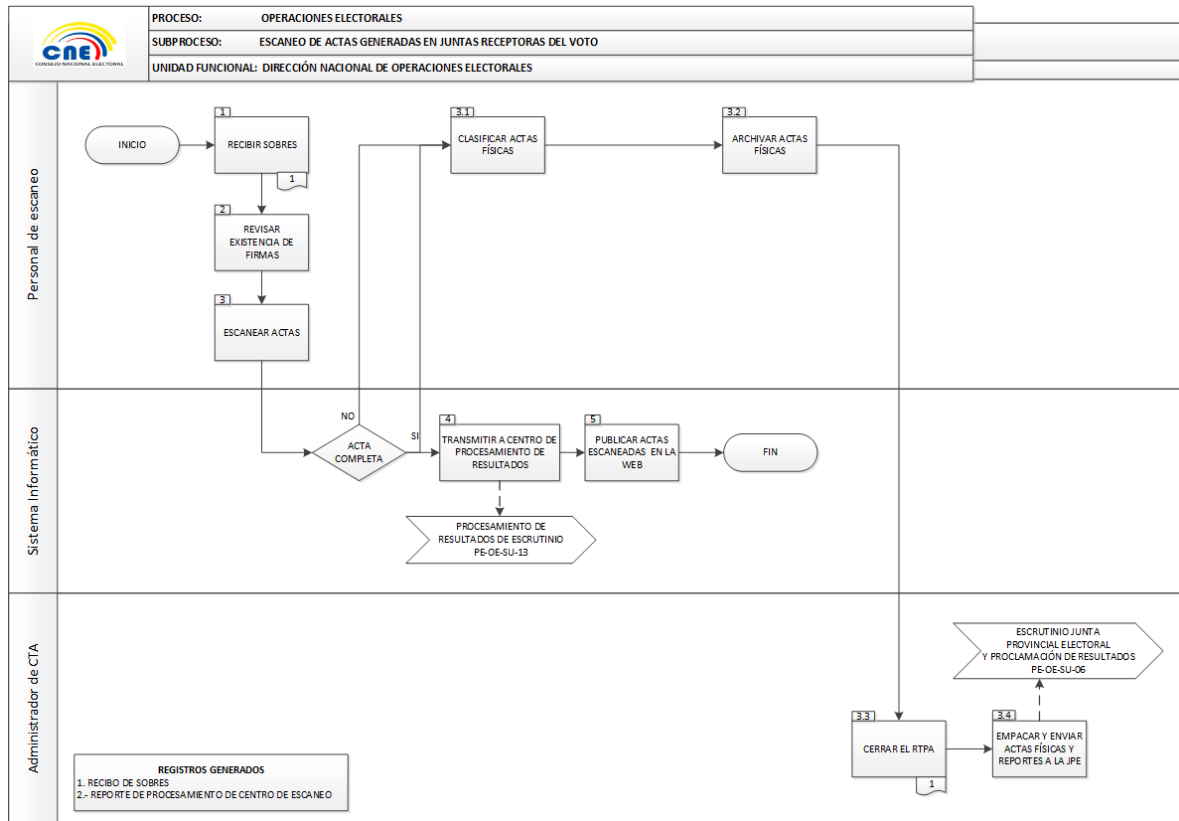 CNE
CONSEJO NACIONAL ELECTORAL
PROCESO: OPERACIONES ELECTORALES
SUBPROCESO: ESCANEO DE ACTAS GENERADAS EN JUNTAS RECEPTORAS DEL VOTO
UNIDAD FUNCIONAL: DIRECCIÓN NACIONAL DE OPERACIONES ELECTORALES
Personal de escaneo
INICIO
1
RECIBIR SOBRES
1
2
REVISAR
EXISTENCIA DE
FIRMAS
3
ESCANEAR ACTAS
3.1
CLASIFICAR ACTAS
FÍSICAS
3.2
ARCHIVAR ACTAS
FÍSICAS
Sistema Informático
NO
ACTA
COMPLETA
SI
4
TRANSMITIR A CENTRO DE
PROCESAMIENTO DE
RESULTADOS
5
PUBLICAR ACTAS
ESCANEADAS EN LA
WEB
FIN
PROCESAMIENTO DE
RESULTADOS DE ESCRUTINIO
PE-OE-SU-13
Administrador de CTA
ESCRUTINIO JUNTA
PROVINCIAL ELECTORAL
Y PROCLAMACIÓN DE RESULTADOS
PE-OE-SU-06
3.3
CERRAR EL RTPA
1
3.4
EMPACAR Y ENVIAR
ACTAS FÍSICAS Y
REPORTES A LA JPE
REGISTROS GENERADOS
1. RECIBO DE SOBRES
2.- REPORTE DE PROCESAMIENTO DE CENTRO DE ESCANEO